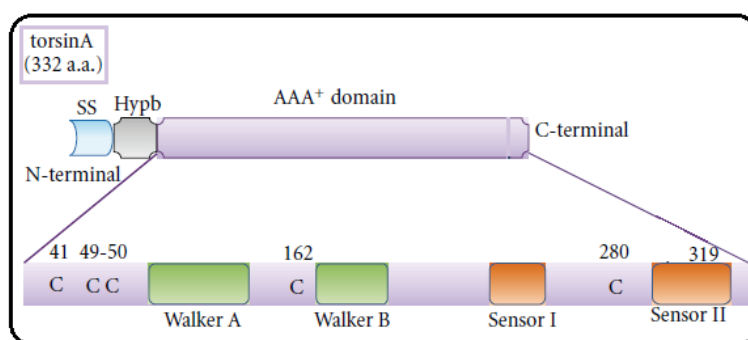 torsinA
(332 a.a.)
SS Hypb AAA+ domain
C-terminal
N-terminal
41 49-50 162 280 319
C C C C C
Walker A Walker B Sensor I Sensor II